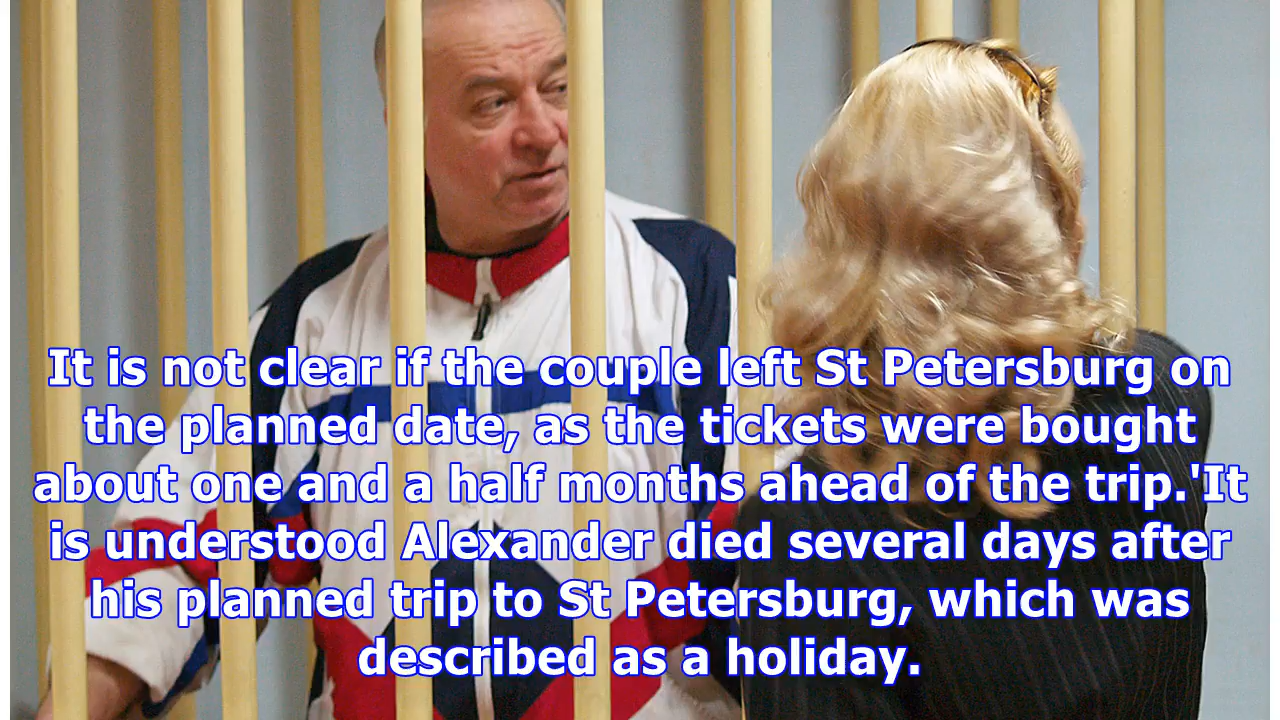 It is not clear if the couple left St Petersburg on
the planned date, as the tickets were bought
about one and a half months ahead of the trip.'It
is understood Alexander died several days after
his planned trip to St Petersburg, which was
described as a holiday.